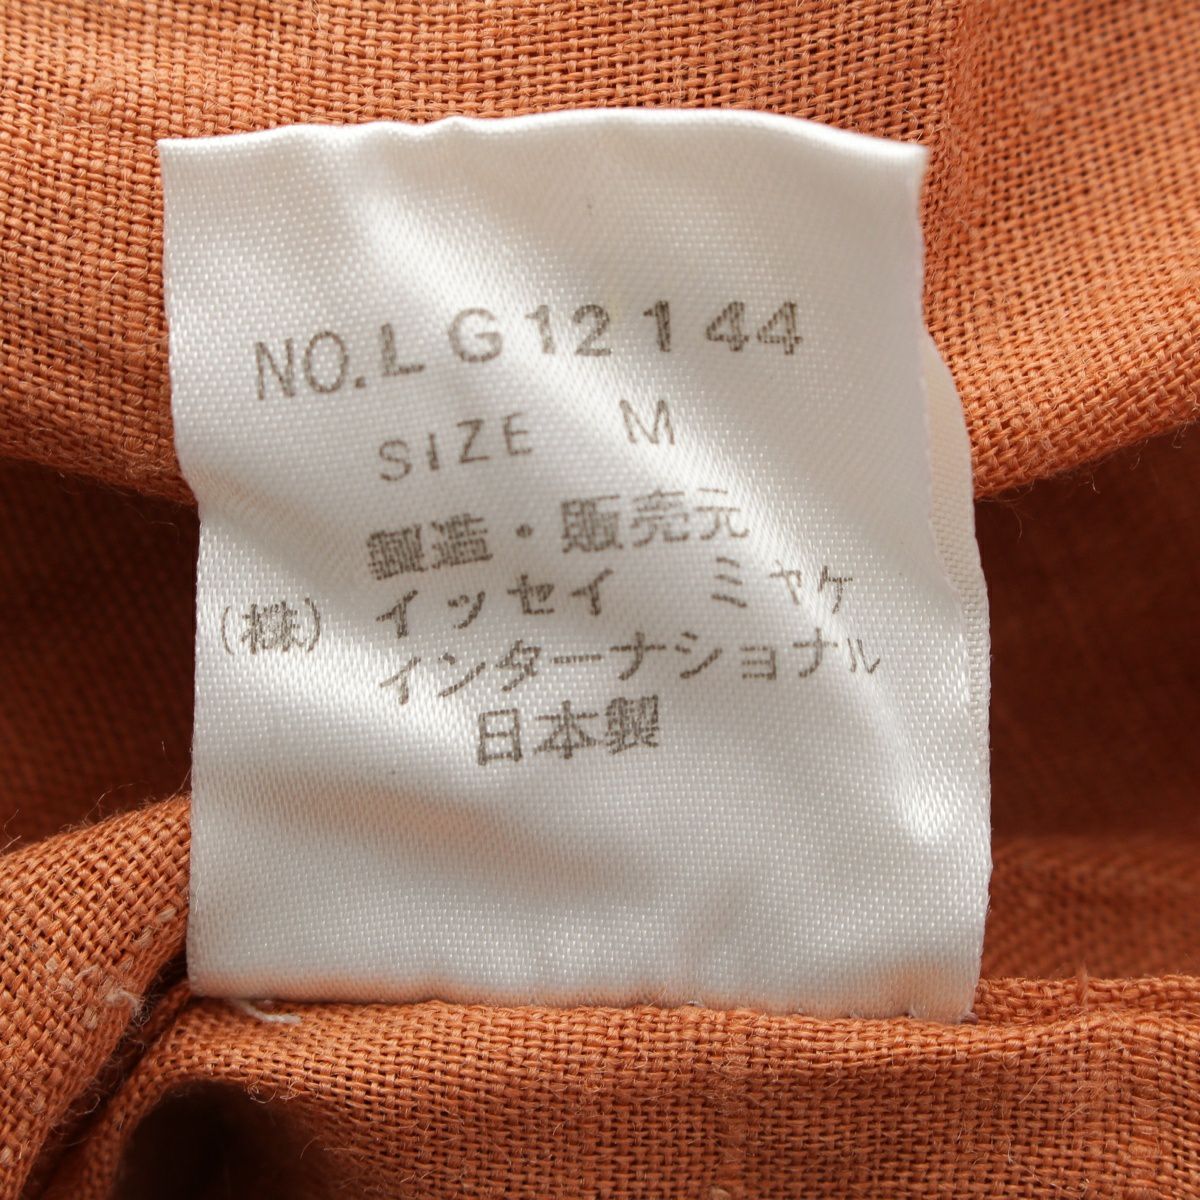 NO. LG12144
SIZE M
製造・販売元
(株) イッセイ ミヤケ
インターナショナル
日本製